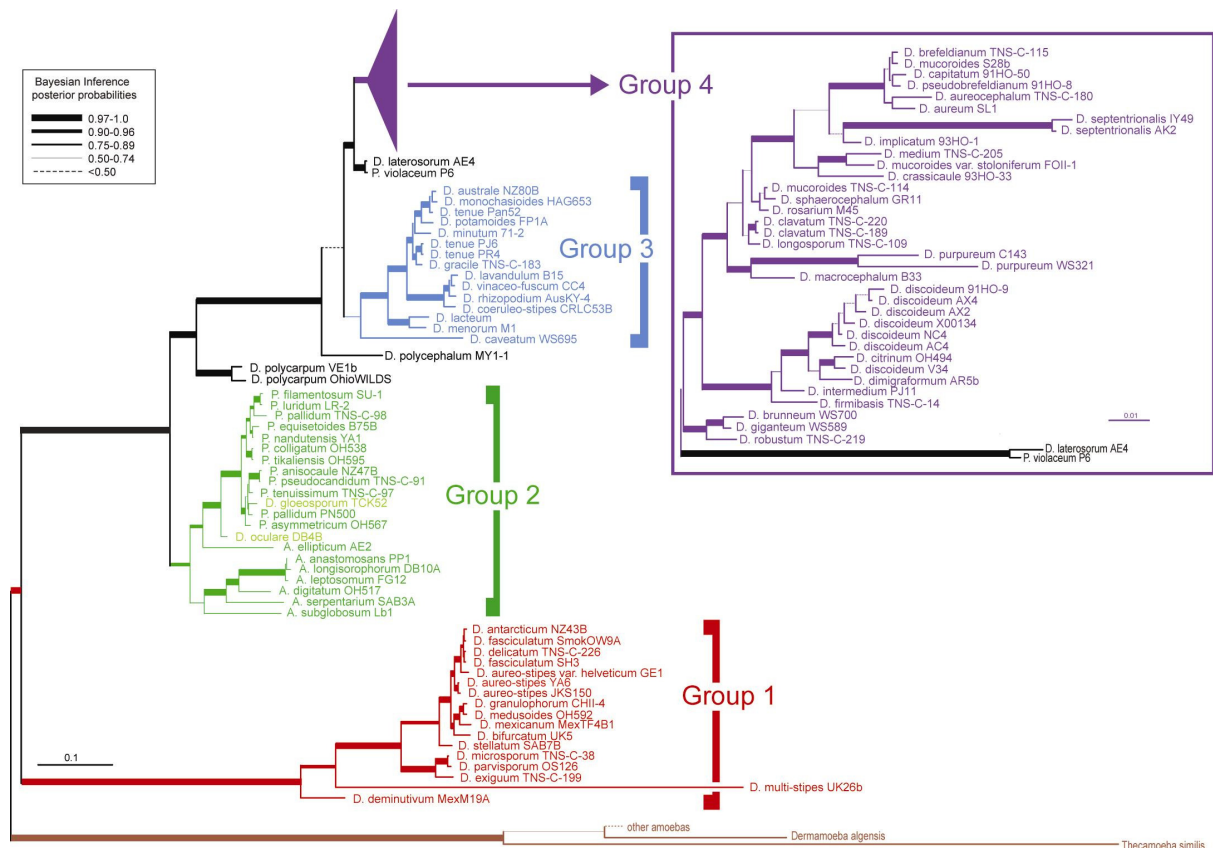 Bayesian Inference
posterior probabilities
0.97-1.0
0.90-0.96
0.75-0.89
0.50-0.74
<0.50
Group 4
D. laterosorum AE4
P. violaceum P6
D. australe NZ80B
D. monochasioides HAG653
D. tenue Pan52
D. potamoides FP1A
D. minutum 71-2
D. tenue PJ6
D. tenue PR4
D. gracile TNS-C-183
D. lavandulum B15
D. vinaceo-fuscum CC4
D. rhizopodium AusKY-4
D. coeruleo-stipes CRLC53B
D. lacteum
D. menorum M1
D. caveatum WS695
Group 3
D. polycephalum MY1-1
D. polycarpum VE1b
D. polycarpum OhioWILDS
P. filamentosum SU-1
P. luridum LR-2
P. pallidum TNS-C-98
P. equisetoides B75B
P. nandutensis YA1
P. colligatum OH538
P. tikaliensis OH595
P. anisocaule NZ47B
P. pseudocandidum TNS-C-91
P. tenuissimum TNS-C-97
D. gloeosporum TCK52
P. pallidum PN500
P. asymmetricum OH567
D. oculare DB4B
A. ellipticum AE2
A. anastomosans PP1
A. longisorophorum DB10A
A. leptosomum FG12
A. digitatum OH517
A. serpentarium SAB3A
A. subglobosum Lb1
Group 2
D. antarcticum NZ43B
D. fasciculatum SmokOW9A
D. delicatum TNS-C-226
D. fasciculatum SH3
D. aureo-stipes var. helveticum GE1
D. aureo-stipes YA6
D. aureo-stipes JKS150
D. granulophorum CHII-4
D. medusoides OH592
D. mexicanum MexTF4B1
D. bifurcatum UK5
D. stellatum SAB7B
D. microsporum TNS-C-38
D. parvisporum OS126
D. exiguum TNS-C-199
D. multi-stipes UK26b
D. deminutivum MexM19A
Group 1
0.1
other amoebas
Dermamoeba algensis
Thecamoeba similis
D. brefeldianum TNS-C-115
D. mucoroides S28b
D. capitatum 91HO-50
D. pseudobrefeldianum 91HO-8
D. aureocephalum TNS-C-180
D. aureum SL1
D. septentrionalis IY49
D. septentrionalis AK2
D. implicatum 93HO-1
D. medium TNS-C-205
D. mucoroides var. stoloniferum FOII-1
D. crassicaule 93HO-33
D. mucoroides TNS-C-114
D. sphaerocephalum GR11
D. rosarium M45
D. clavatum TNS-C-220
D. clavatum TNS-C-189
D. longosporum TNS-C-109
D. purpureum C143
D. purpureum WS321
D. macrocephalum B33
D. discoideum 91HO-9
D. discoideum AX4
D. discoideum AX2
D. discoideum X00134
D. discoideum NC4
D. discoideum AC4
D. citrinum OH494
D. discoideum V34
D. dimigraformum AR5b
D. intermedium PJ11
D. firmibasis TNS-C-14
D. brunneum WS700
D. giganteum WS589
D. robustum TNS-C-219
0.01
D. laterosorum AE4
P. violaceum P6